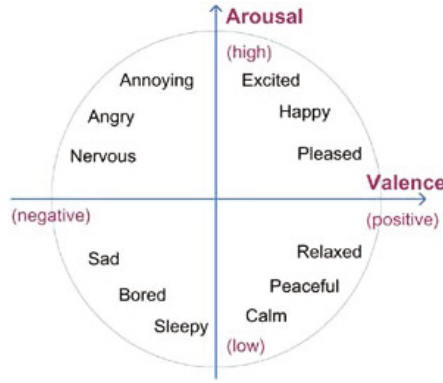 Arousal
(high)
Annoying
Excited
Angry
Happy
Nervous
Pleased
Valence
(negative)
(positive)
Sad
Relaxed
Bored
Peaceful
Sleepy
Calm
(low)